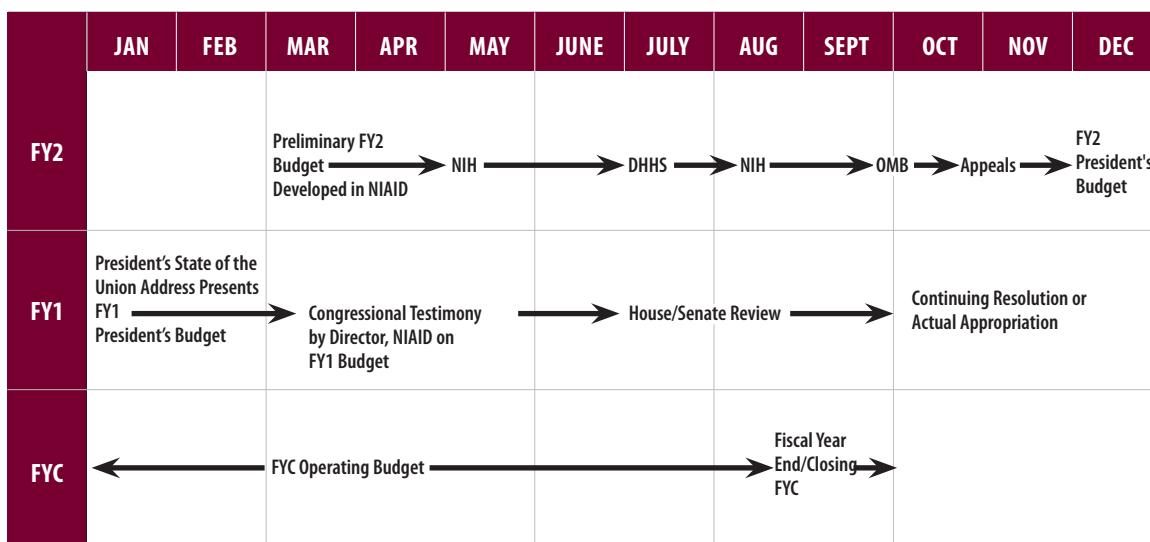 JAN FEB MAR APR MAY JUNE JULY AUG SEPT OCT NOV DEC
FY2
Preliminary FY2
Budget
Developed in NIAID
NIH
DHHS
NIH
OMB
Appeals
FY2
President's
Budget
FY1
President’s State of the
Union Address Presents
FY1
President’s Budget
Congressional Testimony
by Director, NIAID on
FY1 Budget
House/Senate Review
Continuing Resolution or
Actual Appropriation
FYC
FYC Operating Budget
Fiscal Year
End/Closing
FYC